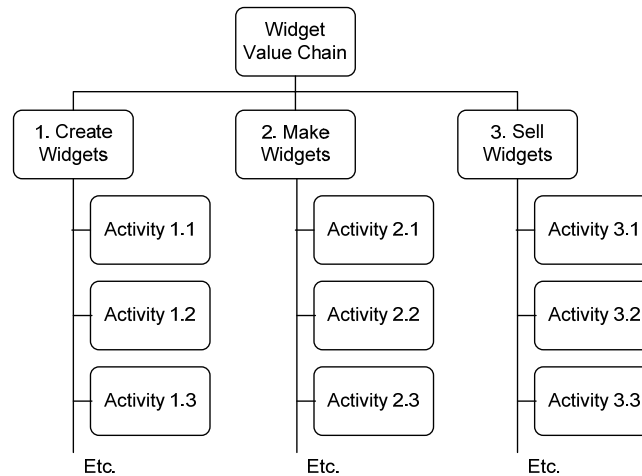 Widget
Value Chain
1. Create
Widgets
2. Make
Widgets
3. Sell
Widgets
Activity 1.1
Activity 2.1
Activity 3.1
Activity 1.2
Activity 2.2
Activity 3.2
Activity 1.3
Activity 2.3
Activity 3.3
Etc.
Etc.
Etc.